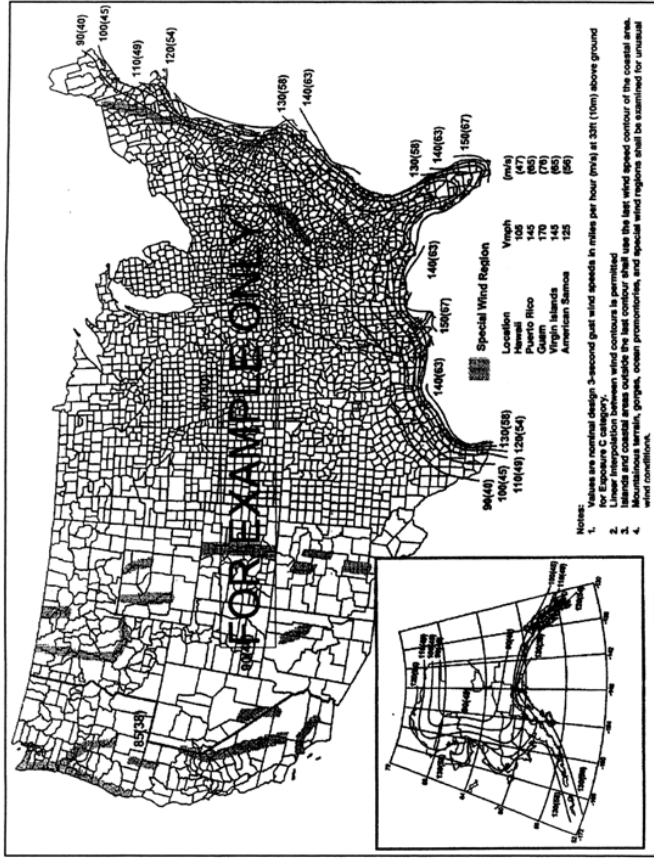 90(40)
100(45)
110(49)
120(54)
130(58)
140(63)
130(58)
140(63)
150(67)
140(63)
150(67)
140(63)
90(40)
100(45)
110(49)
120(54)
130(58)
90(40)
85(38)
FOR EXAMPLE ONLY
Special Wind Region
Location Vmph (m/s)
Hawaii 105 (47)
Puerto Rico 145 (65)
Guam 170 (76)
Virgin Islands 145 (65)
American Samoa 125 (56)
Notes:
1. Values are nominal design 3-second gust wind speeds in miles per hour (m/s) at 33ft (10m) above ground
for Exposure C category.
2. Linear interpolation between wind contours is permitted
3. Islands and coastal areas outside the last contour shall use the last wind speed contour of the coastal area.
4. Mountainous terrain, gorges, ocean promontories, and special wind regions shall be examined for unusual
wind conditions.